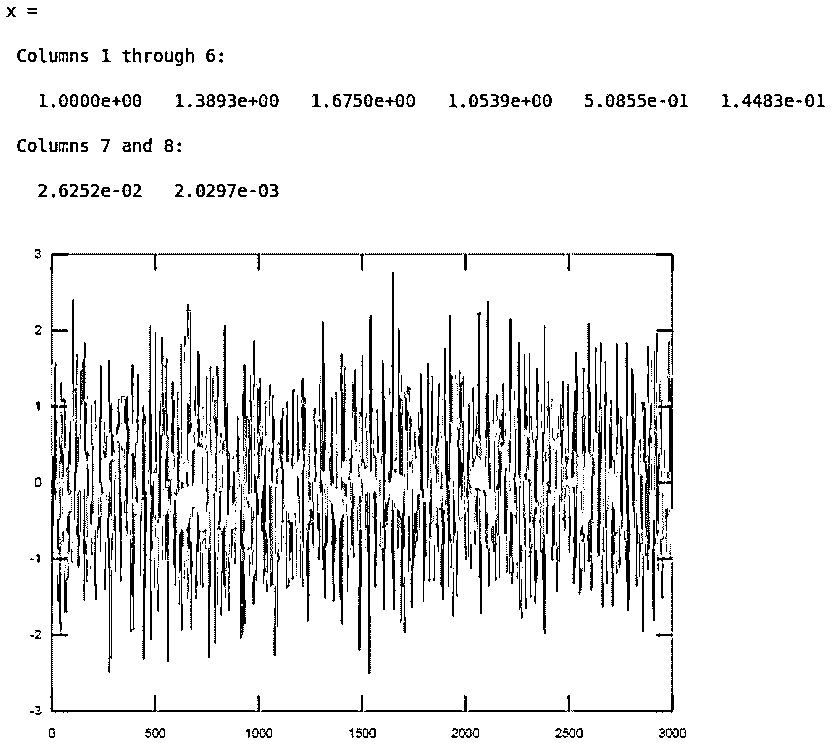 x =
Columns 1 through 6:
1.0000e+00 1.3893e+00 1.6750e+00 1.0539e+00 5.0855e-01 1.4483e-01
Columns 7 and 8:
2.6252e-02 2.0297e-03
3
2
1
0
-1
-2
-3
0 500 1000 1500 2000 2500 3000